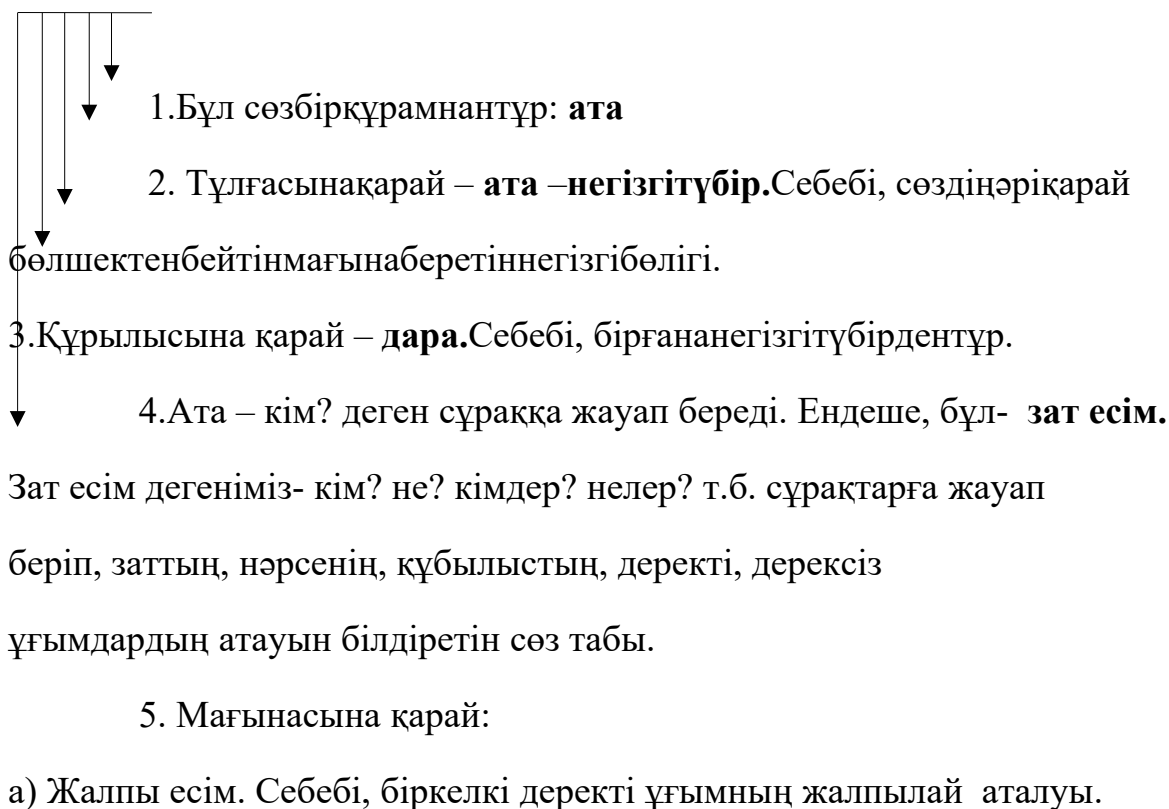 1.Бұл сөзбірқұрамнантұр: ата
2. Тұлғасынақарай – ата –негізгітүбір.Себебі, сөздіңәріқарай
бөлшектенбейтінмағынаберетіннегізгібөлігі.
3.Құрылысына қарай – дара.Себебі, бірғананегізгітүбірдентұр.
4.Ата – кім? деген сұраққа жауап береді. Ендеше, бұл- зат есім.
Зат есім дегеніміз- кім? не? кімдер? нелер? т.б. сұрақтарға жауап
беріп, заттың, нәрсенің, құбылыстың, деректі, дерексіз
ұғымдардың атауын білдіретін сөз табы.
5. Мағынасына қарай:
а) Жалпы есім. Себебі, біркелкі деректі ұғымның жалпылай аталуы.